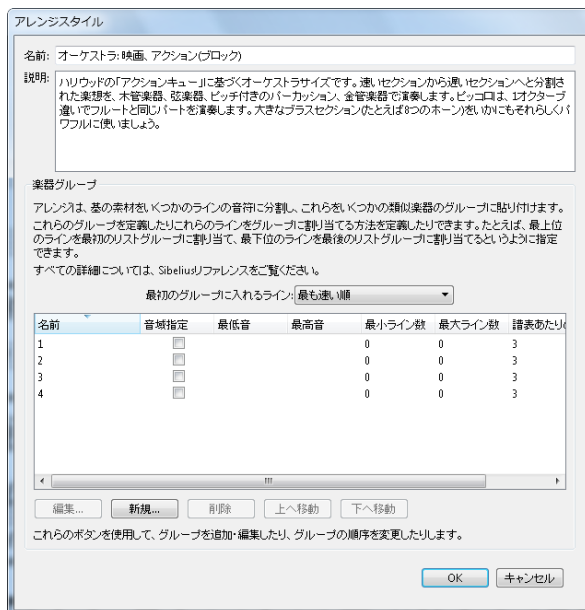 アレンジスタイル
名前: オーケストラ:映画、アクション(ブロック)
説明: ハリウッドの「アクションキュー」に基づくオーケストラサイズです。速いセクションから遅いセクションへと分割さ
れた楽想を、木管楽器、弦楽器、ピッチ付きのパーカッション、金管楽器で演奏します。ピッコロは、1オクターブ
違いでフルートと同じパートを演奏します。大きなブラスセクション(たとえば8つのホーン)をいかにもそれらしくパ
ワフルに使いましょう。
楽器グループ
アレンジは、基の素材をいくつかのラインの音符に分割し、これらをいくつかの類似楽器のグループに貼り付けます。
これらのグループを定義したりこれらのラインをグループに割り当てる方法を定義したりできます。たとえば、最上位
のラインを最初のリストグループに割り当て、最下位のラインを最後のリストグループに割り当てるというように指定
できます。
すべての詳細については、Sibeliusリファレンスをご覧ください。
最初のグループに入れるライン: 最も速い順
名前 音域指定 最低音 最高音 最小ライン数 最大ライン数 譜表あたりの
1 0 0 3
2 0 0 3
3 0 0 3
4 0 0 3
編集... 新規... 削除 上へ移動 下へ移動
これらのボタンを使用して、グループを追加・編集したり、グループの順序を変更したりします。
OK キャンセル